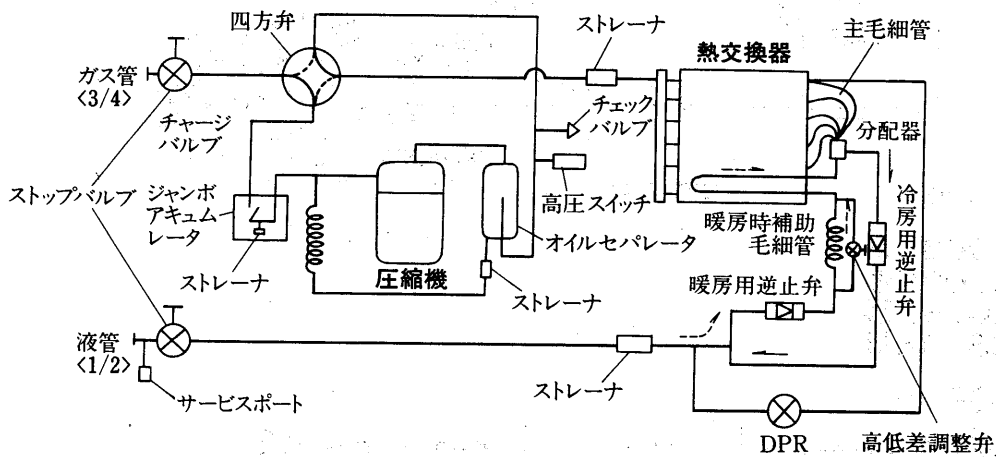 四方弁
ストレーナ
主毛細管
熱交換器
ガス管
<3/4>
チェック
バルブ
チャージ
バルブ
分配器
ストップバルブ
ジャンボ
アキュム
レータ
高圧スイッチ
冷房用逆止弁
暖房時補助
毛細管
オイルセパレータ
ストレーナ
圧縮機
ストレーナ
暖房用逆止弁
液管
<1/2>
ストレーナ
サービスポート
DPR
高低差調整弁